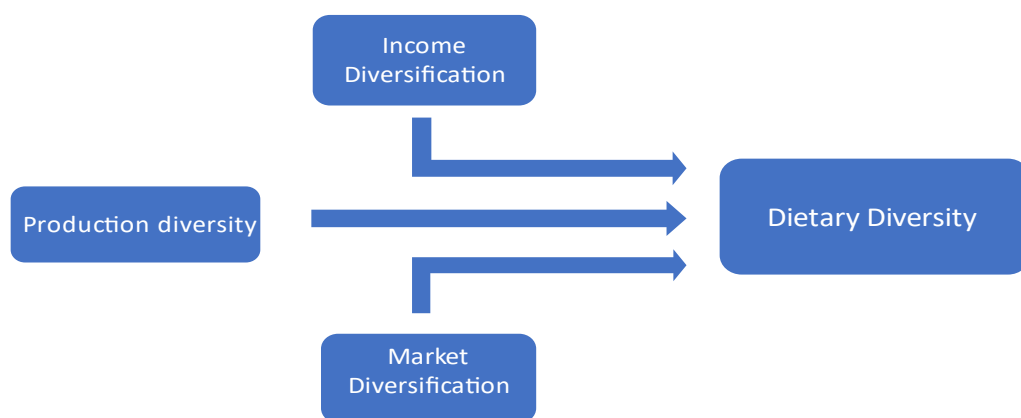 Income
Diversification
Production diversity
Dietary Diversity
Market
Diversification